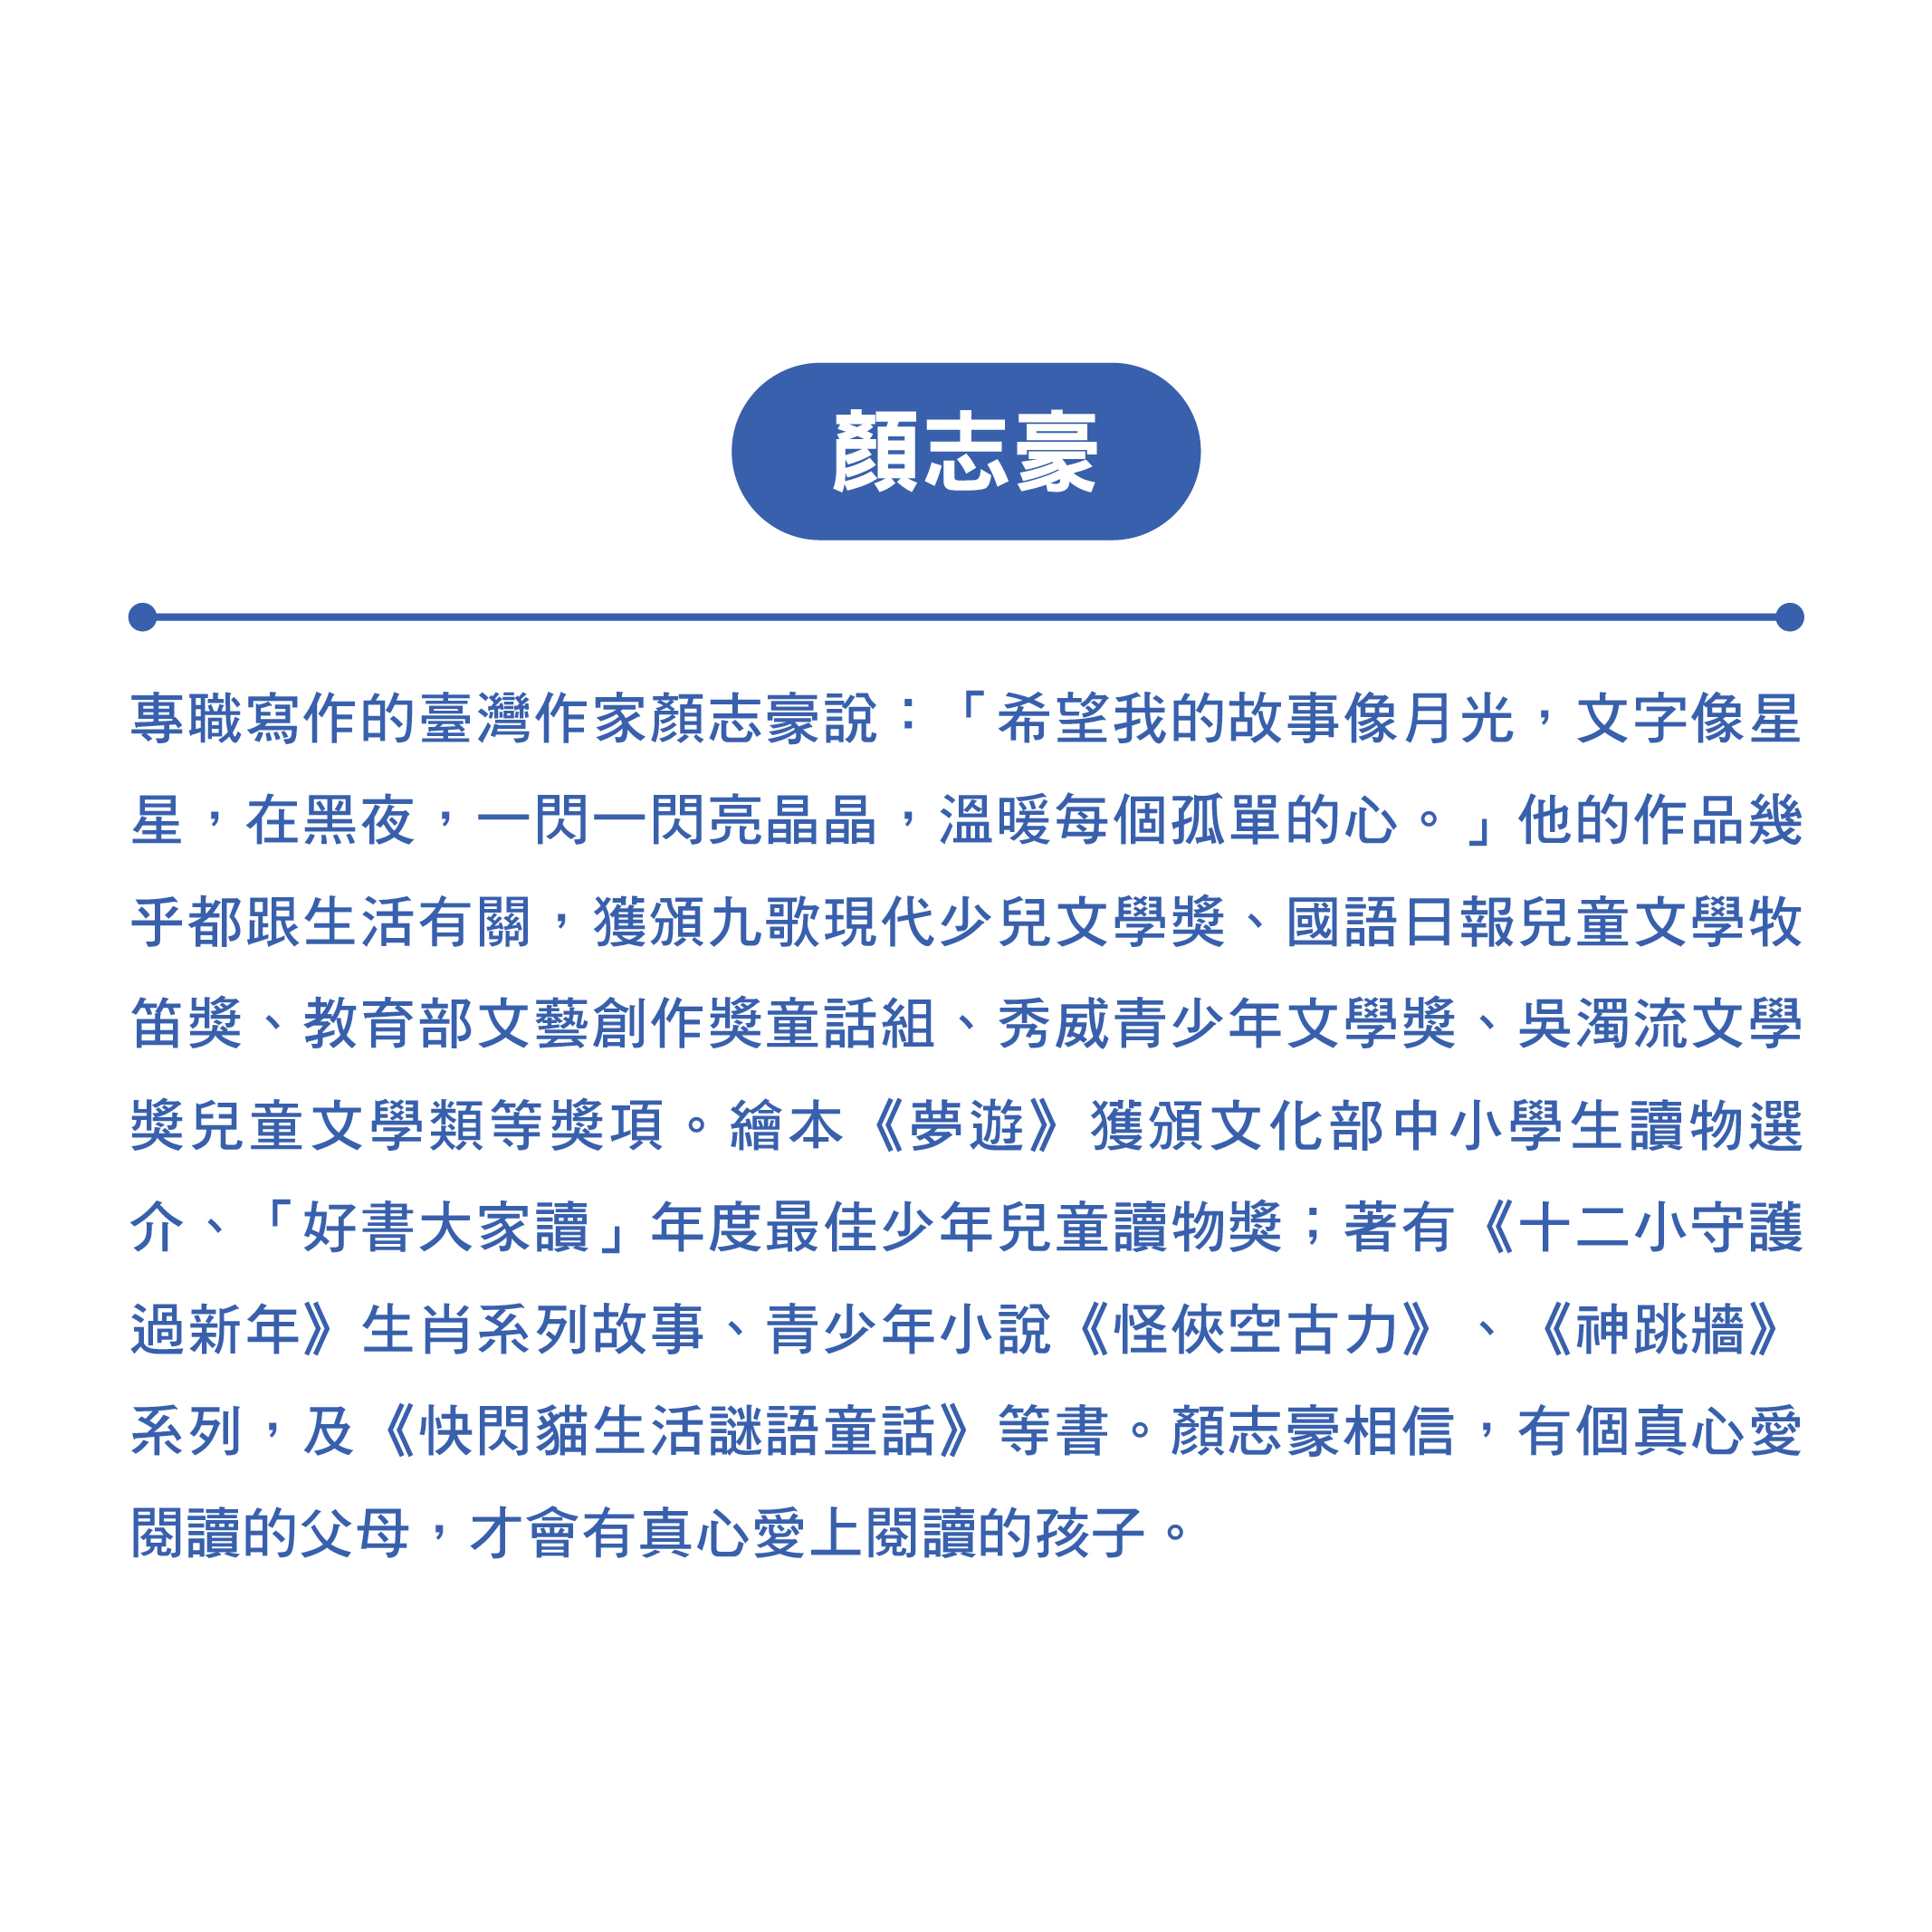 顏志豪
專職寫作的臺灣作家顏志豪說：「希望我的故事像月光，文字像星
星，在黑夜，一閃一閃亮晶晶，溫暖每個孤單的心。」他的作品幾
乎都跟生活有關，獲頒九歌現代少兒文學獎、國語日報兒童文學牧
笛獎、教育部文藝創作獎童話組、秀威青少年文學獎、吳濁流文學
獎兒童文學類等獎項。繪本《夢遊》獲頒文化部中小學生讀物選
介、「好書大家讀」年度最佳少年兒童讀物獎；著有《十二小守護
過新年》生肖系列故事、青少年小說《怪俠空古力》、《神跳牆》
系列，及《快閃貓生活謎語童話》等書。顏志豪相信，有個真心愛
閱讀的父母，才會有真心愛上閱讀的孩子。